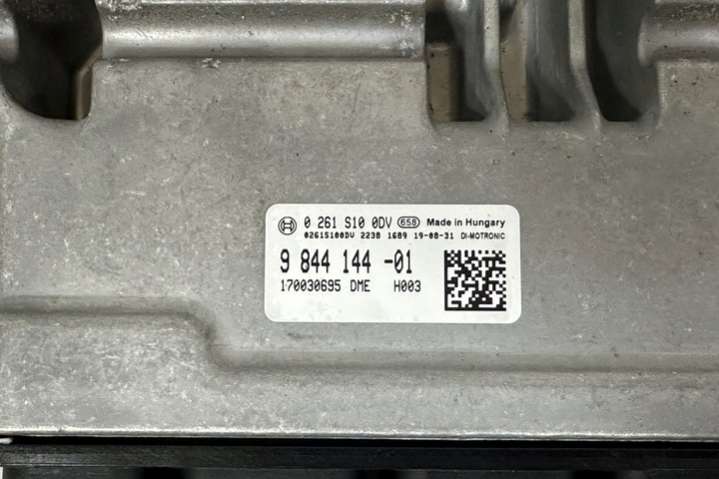 0 261 S10 0DV 658 Made in Hungary
0261S100DV 2238 1689 19-08-31 DI-MOTRONIC
9 844 144 -01
170030695 DME H003